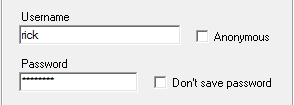 Username
rick
Anonymous
Password
********
Don't save password